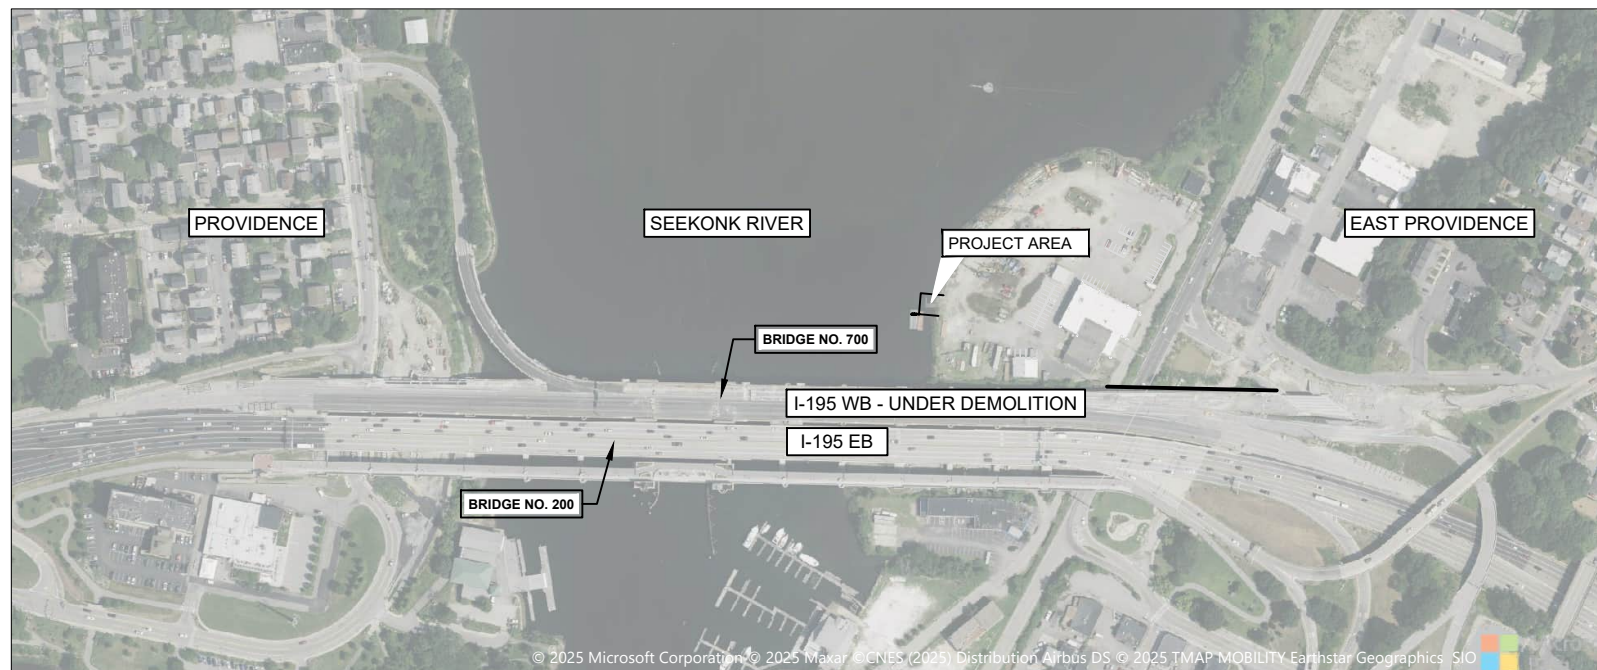 PROVIDENCE
SEEKONK RIVER
EAST PROVIDENCE
PROJECT AREA
BRIDGE NO. 700
I-195 WB - UNDER DEMOLITION
I-195 EB
BRIDGE NO. 200
© 2025 Microsoft Corporation © 2025 Maxar ©CNES (2025) Distribution Airbus DS © 2025 TMAP MOBILITY Earthstar Geographics SIO